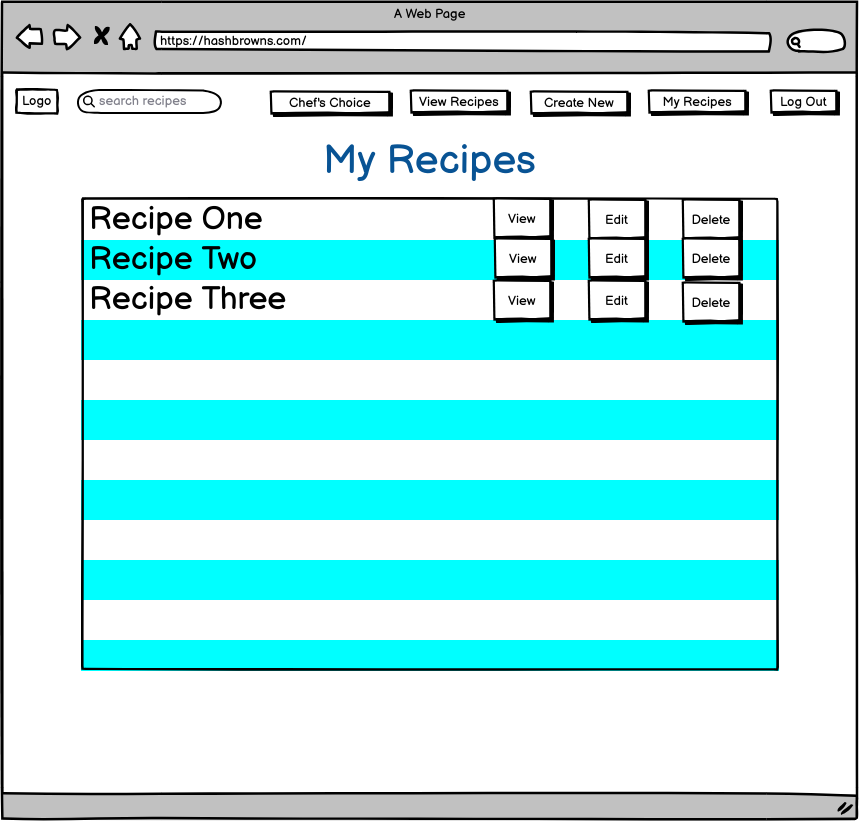 A Web Page
https://hashbrowns.com/
Logo search recipes Chef's Choice View Recipes Create New My Recipes Log Out
My Recipes
Recipe One View Edit Delete
Recipe Two View Edit Delete
Recipe Three View Edit Delete